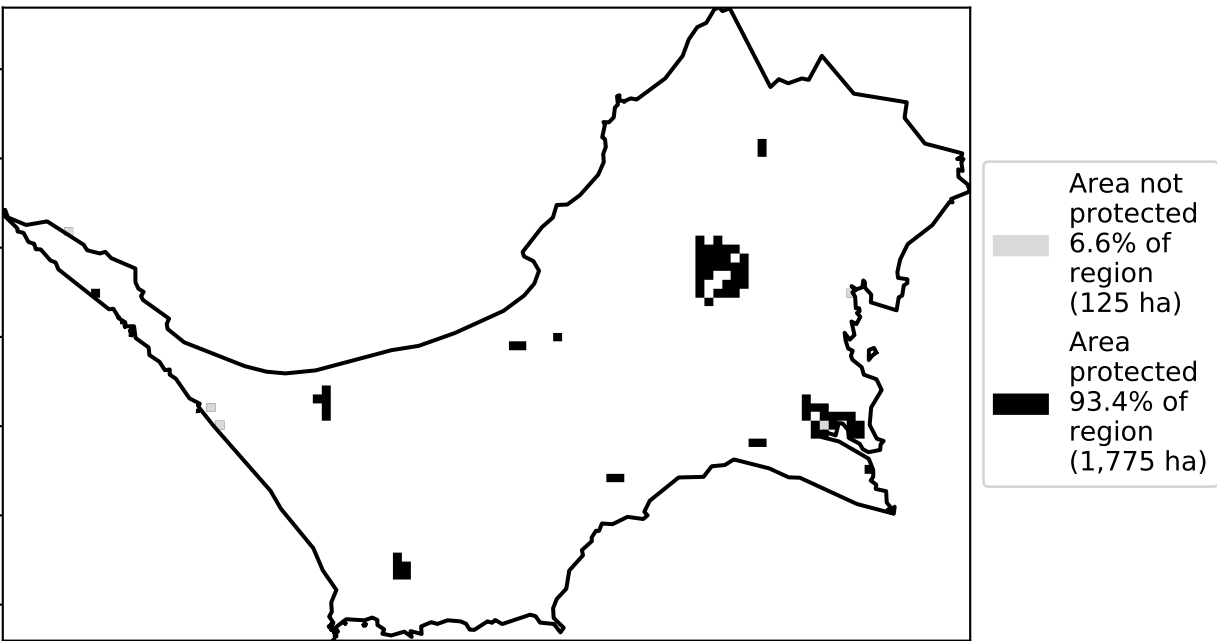 Area not
protected
6.6% of
region
(125 ha)
Area
protected
93.4% of
region
(1,775 ha)